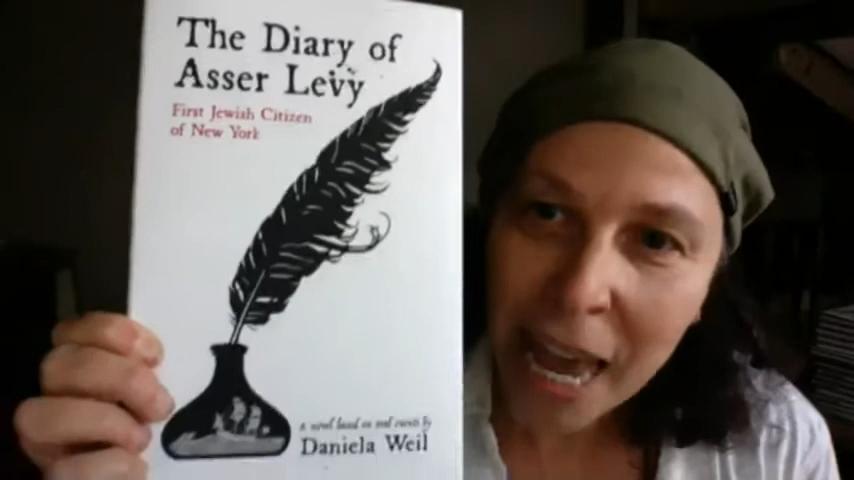 The Diary of
Asser Levy
First Jewish Citizen
of New York
a novel based on real events by
Daniela Weil